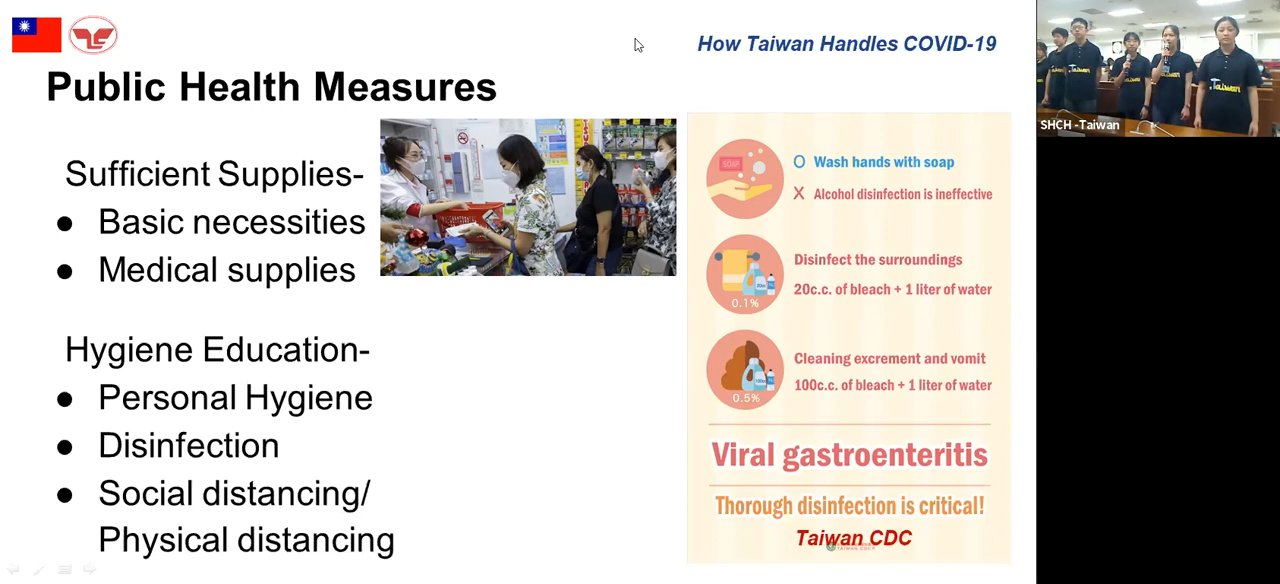 How Taiwan Handles COVID-19
Public Health Measures
Sufficient Supplies-
● Basic necessities
● Medical supplies
Hygiene Education-
● Personal Hygiene
● Disinfection
● Social distancing/
Physical distancing
SOAP
O Wash hands with soap
X Alcohol disinfection is ineffective
Disinfect the surroundings
20c.c. of bleach + 1 liter of water
0.1%
Cleaning excrement and vomit
100c.c. of bleach + 1 liter of water
0.5%
Viral gastroenteritis
Thorough disinfection is critical!
Taiwan CDC
Taiwan
Taiwan
SHCH -Taiwan